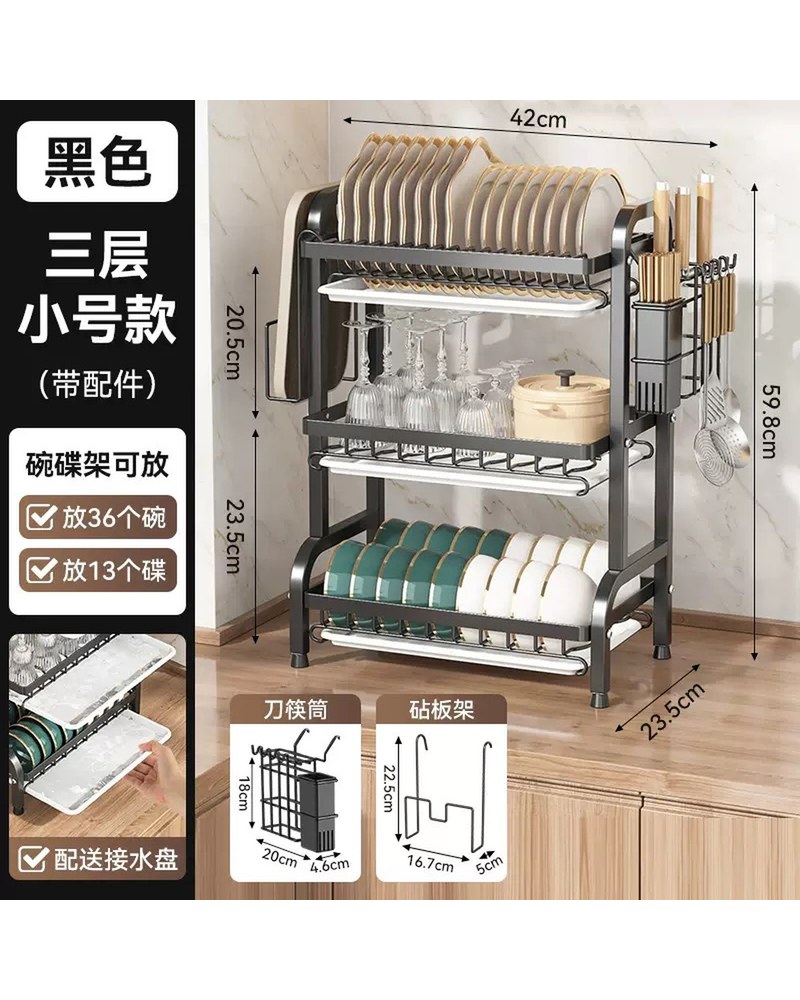 黑色
三层
小号款
（带配件）
碗碟架可放
放36个碗
放13个碟
配送接水盘
42cm
20.5cm
23.5cm
59.8cm
23.5cm
刀筷筒
18cm
20cm
4.6cm
砧板架
22.5cm
16.7cm
5cm